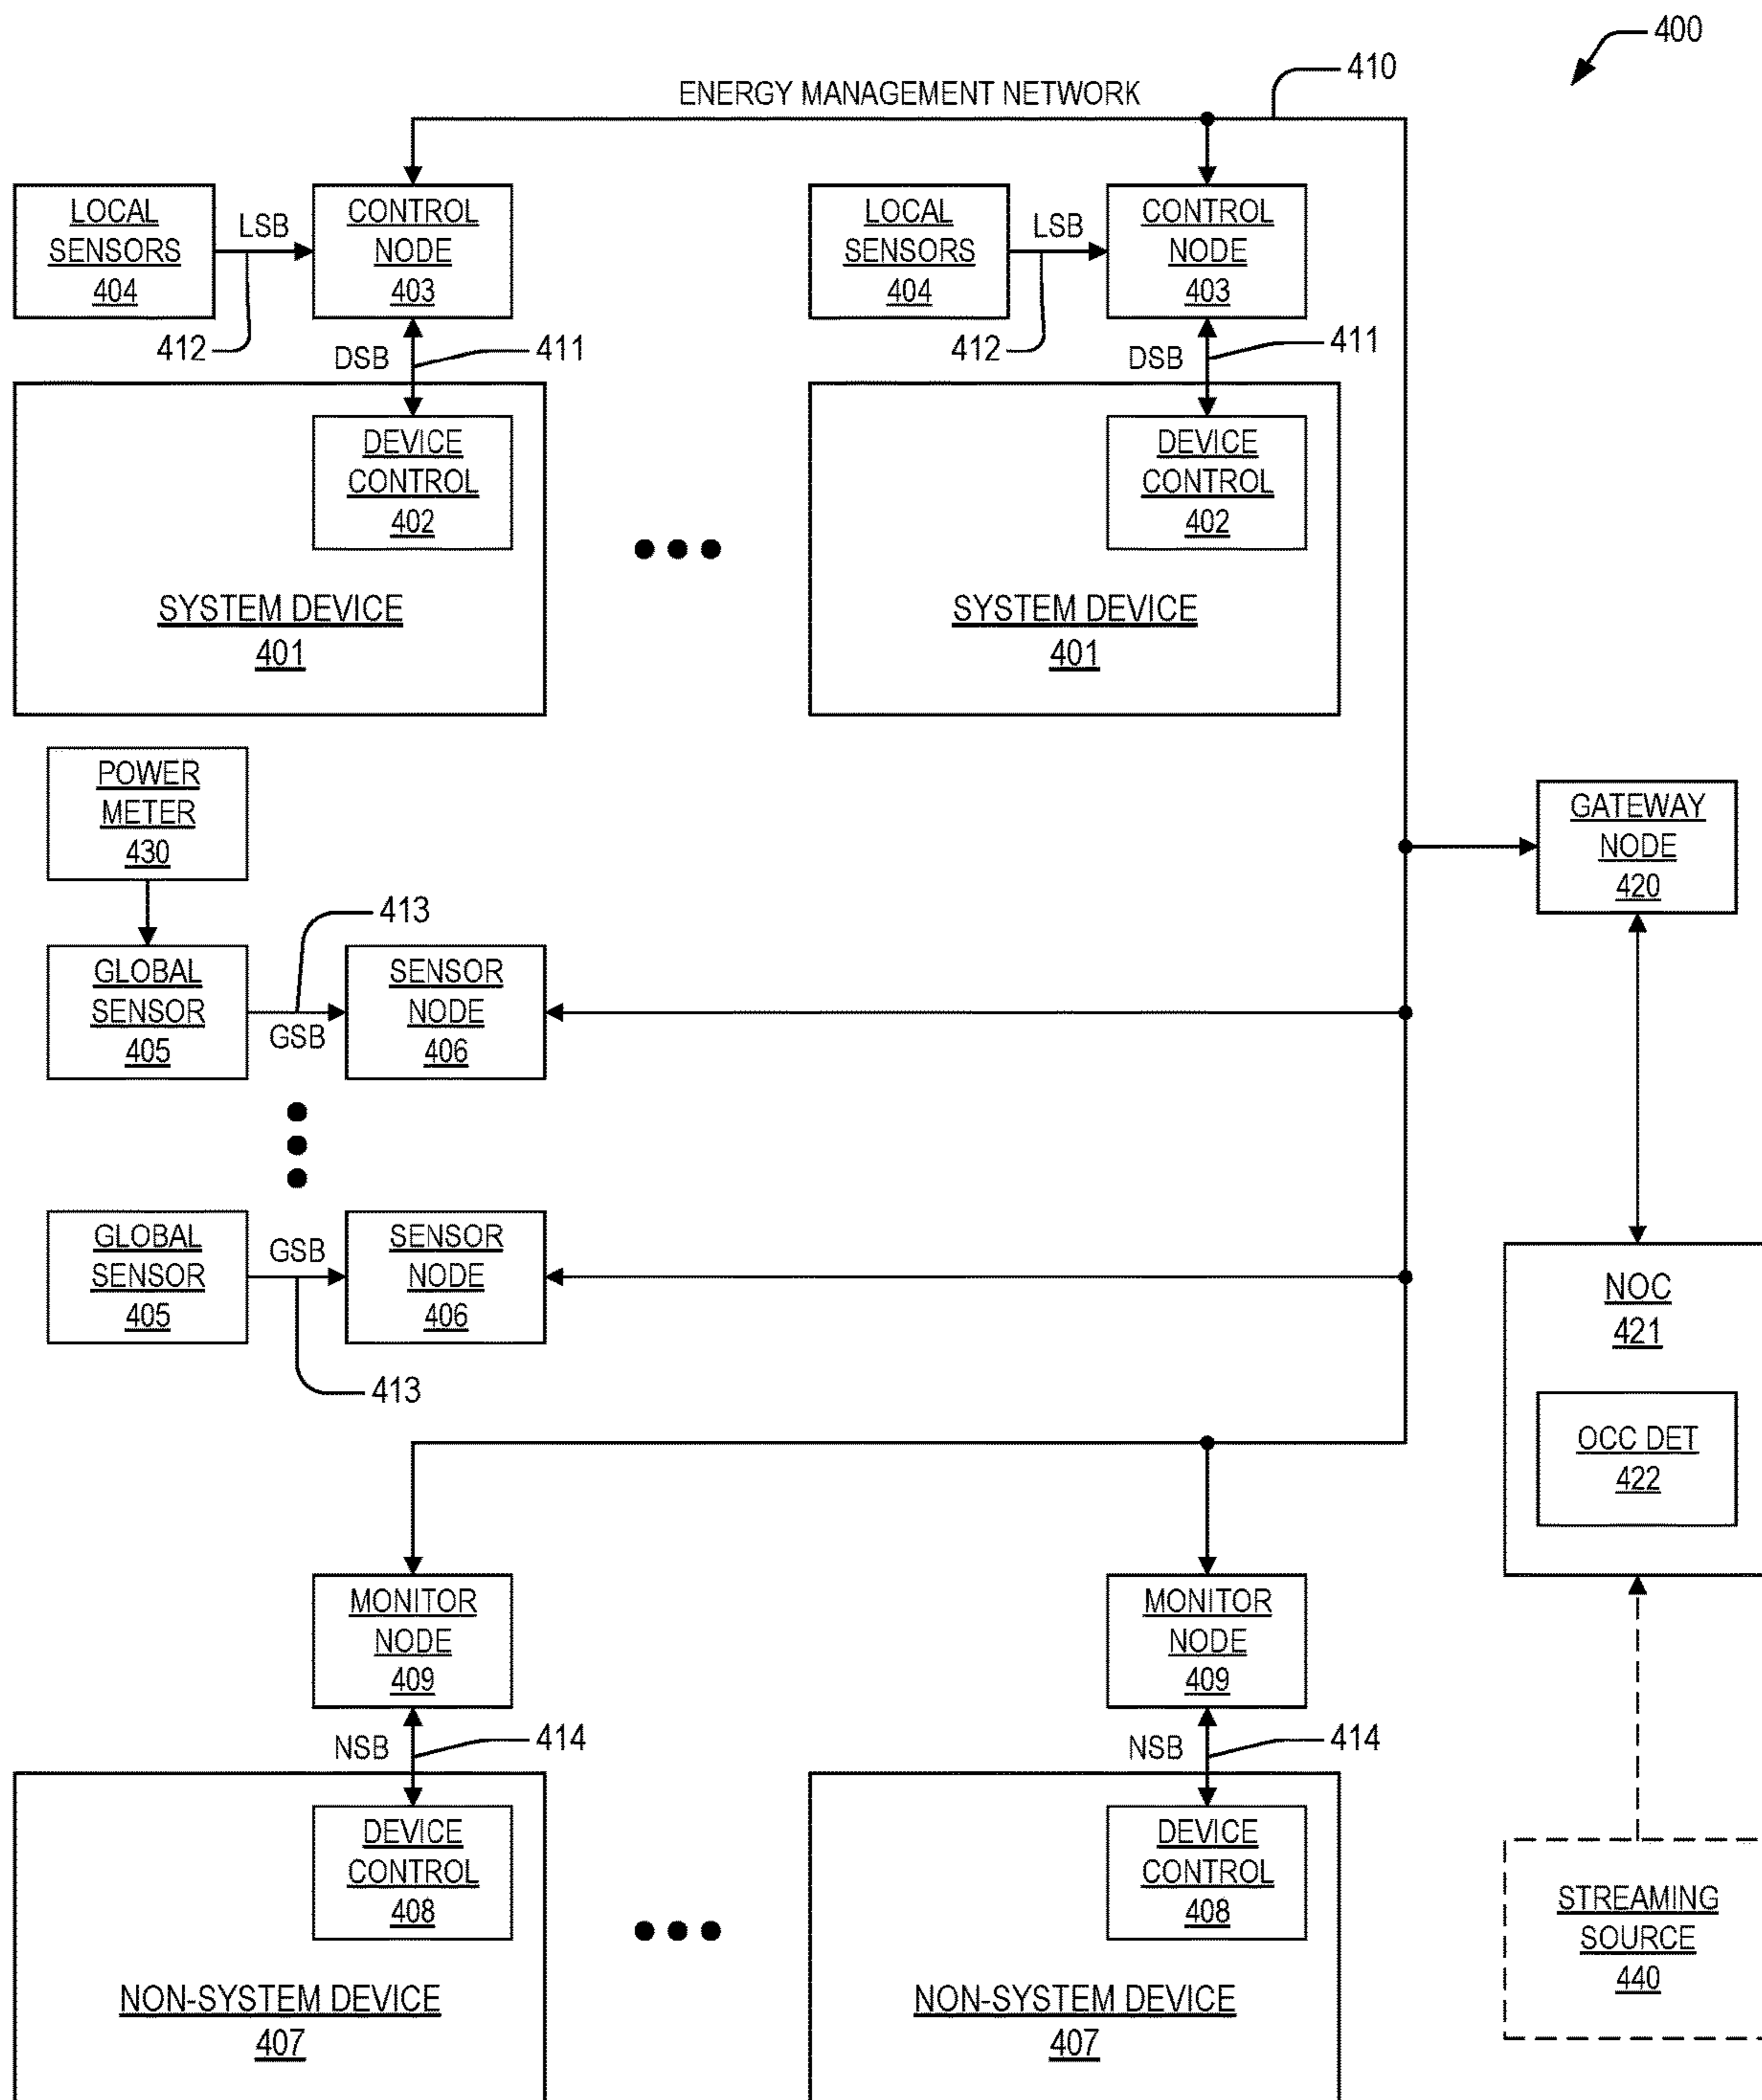 400
410
ENERGY MANAGEMENT NETWORK
LOCAL
SENSORS
404
LSB
412
CONTROL
NODE
403
DSB
411
DEVICE
CONTROL
402
SYSTEM DEVICE
401
LOCAL
SENSORS
404
LSB
412
CONTROL
NODE
403
DSB
411
DEVICE
CONTROL
402
SYSTEM DEVICE
401
POWER
METER
430
GATEWAY
NODE
420
413
GLOBAL
SENSOR
405
GSB
SENSOR
NODE
406
GLOBAL
SENSOR
405
GSB
413
SENSOR
NODE
406
NOC
421
OCC DET
422
MONITOR
NODE
409
NSB
414
DEVICE
CONTROL
408
NON-SYSTEM DEVICE
407
MONITOR
NODE
409
NSB
414
DEVICE
CONTROL
408
NON-SYSTEM DEVICE
407
STREAMING
SOURCE
440